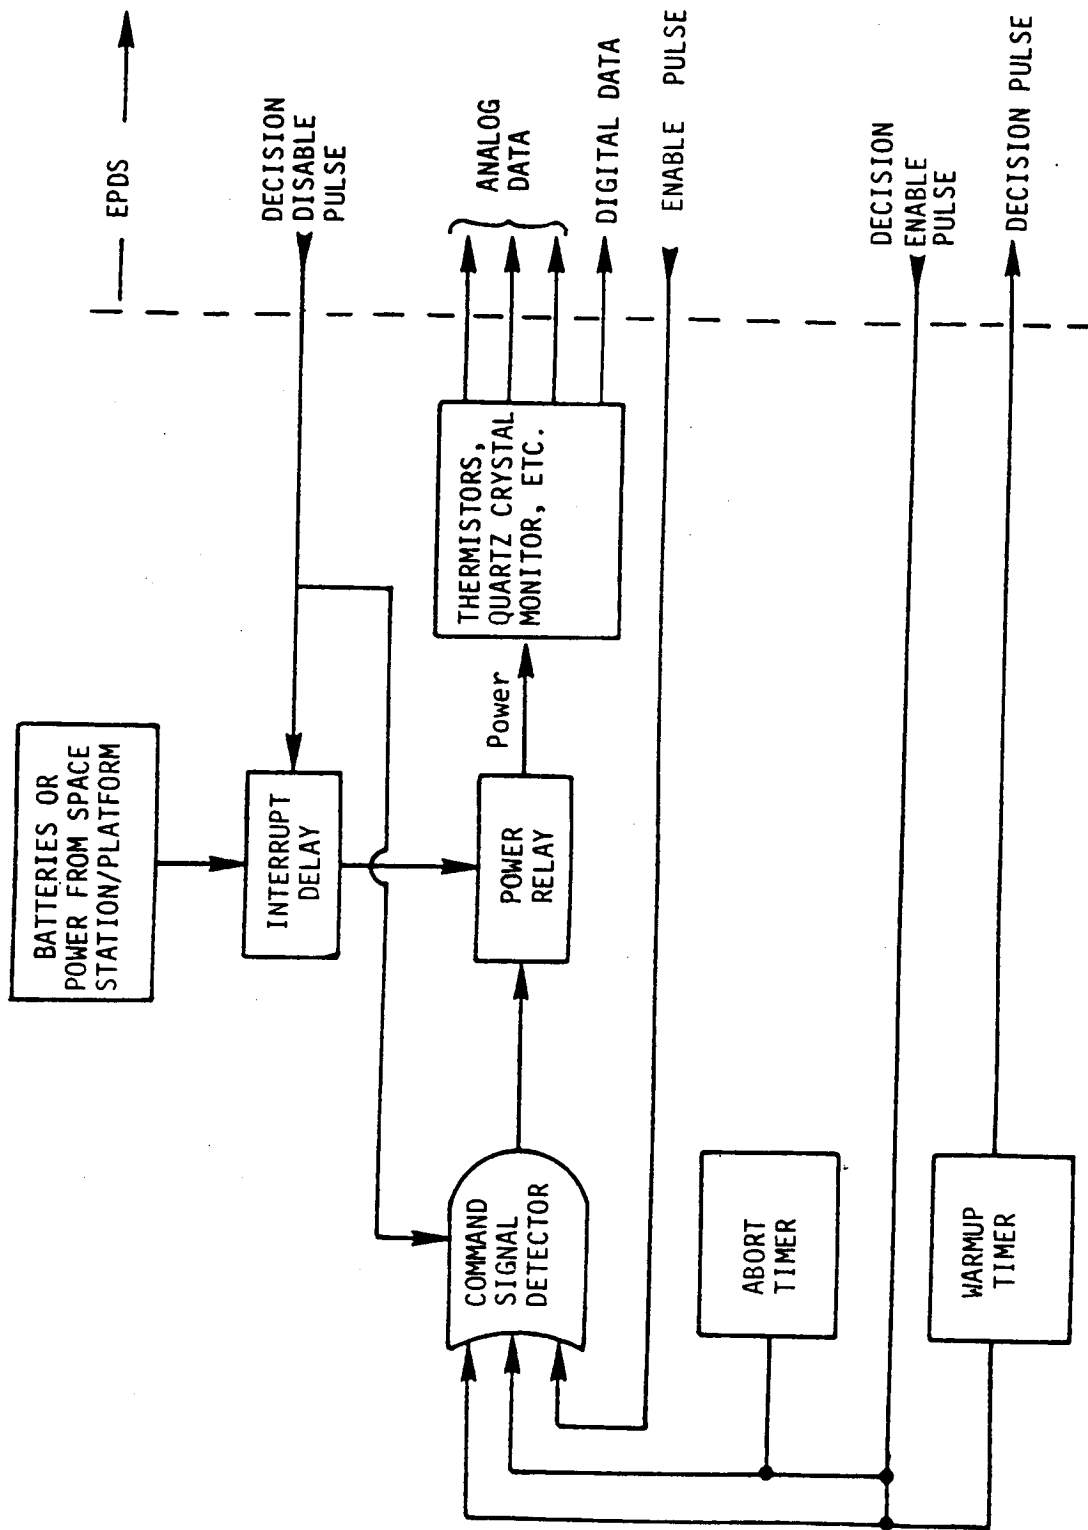 BATTERIES OR
POWER FROM SPACE
STATION/PLATFORM
EPDS
INTERRUPT
DELAY
DECISION
DISABLE
PULSE
COMMAND
SIGNAL
DETECTOR
POWER
RELAY
Power
THERMISTORS,
QUARTZ CRYSTAL
MONITOR, ETC.
ANALOG
DATA
DIGITAL DATA
ENABLE PULSE
ABORT
TIMER
DECISION
ENABLE
PULSE
WARMUP
TIMER
DECISION PULSE